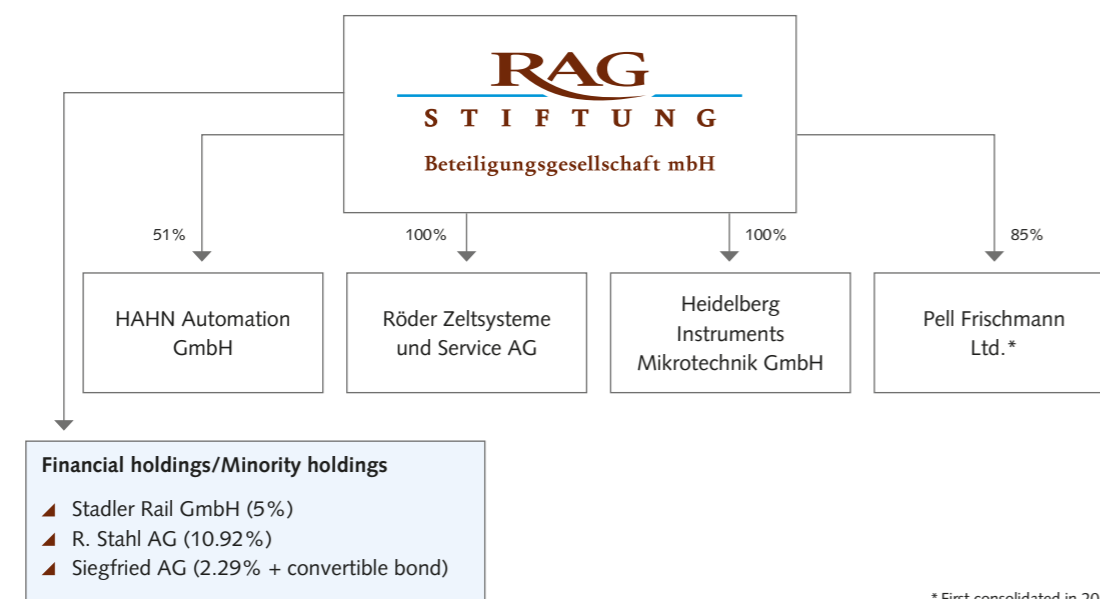 RAG
STIFTUNG
Beteiligungsgesellschaft mbH
51%
100%
100%
85%
HAHN Automation
GmbH
Röder Zeltsysteme
und Service AG
Heidelberg
Instruments
Mikrotechnik GmbH
Pell Frischmann
Ltd.*
Financial holdings/Minority holdings
Stadler Rail GmbH (5%)
R. Stahl AG (10.92%)
Siegfried AG (2.29% + convertible bond)
* First consolidated in